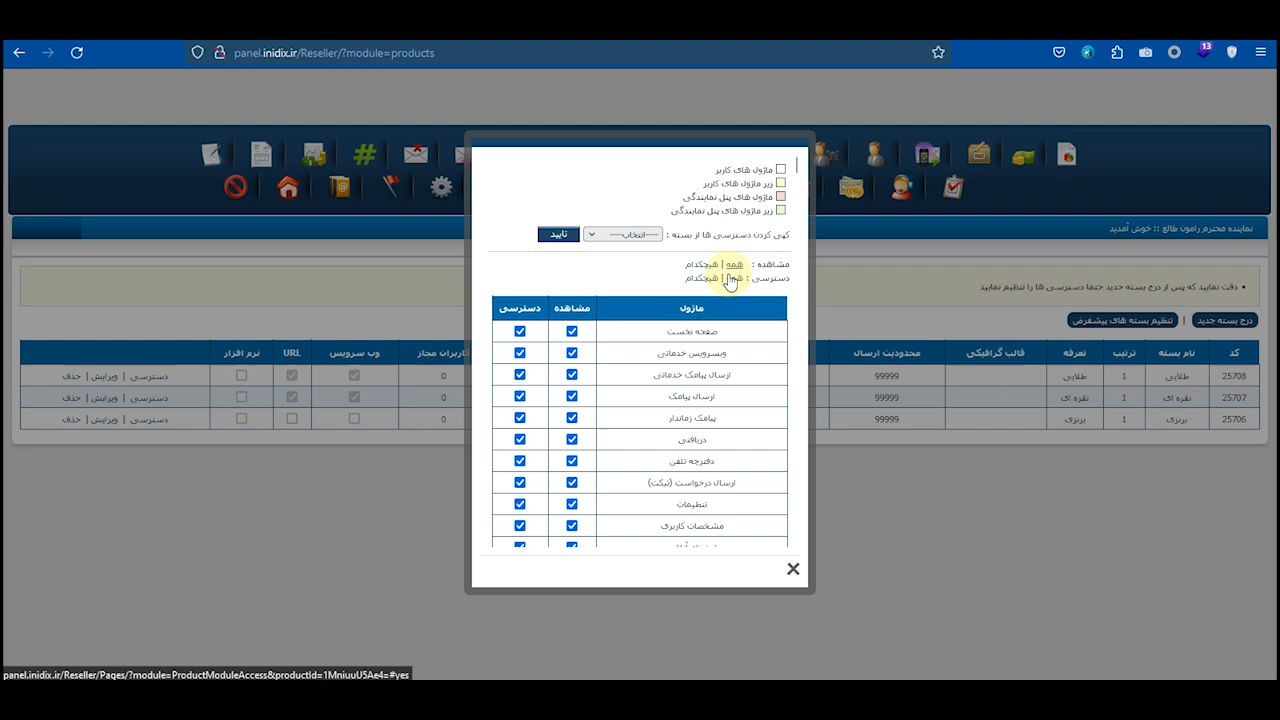 panel.inidix.ir/Reseller/?module=products
13
ماژول های کاربر
زیر ماژول های کاربر
ماژول های پنل نمایندگی
زیر ماژول های پنل نمایندگی
کپی کردن دسترسی ها از بسته : ----انتخاب---- تایید
مشاهده : همه | هیچکدام
دسترسی : همه | هیچکدام
ماژول مشاهده دسترسی
صفحه نخست
وبسرویس خدماتی
ارسال پیامک خدماتی
ارسال پیامک
پیامک زماندار
دریافتی
دفترچه تلفن
ارسال درخواست (تیکت)
تنظیمات
مشخصات کاربری
نماینده محترم رامون طالع :: خوش آمدید
دقت نمایید که پس از درج بسته جدید حتما دسترسی ها را تنظیم نمایید
درج بسته جدید | تنظیم بسته های پیشفرض
کد نام بسته ترتیب تعرفه قالب گرافیکی محدودیت ارسال کاربران مجاز وب سرویس URL نرم افزار
25708 طلایی 1 طلایی 99999 0 دسترسی | ویرایش | حذف
25707 نقره ای 1 نقره ای 99999 0 دسترسی | ویرایش | حذف
25706 برنزی 1 برنزی 99999 0 دسترسی | ویرایش | حذف
panel.inidix.ir/Reseller/Pages/?module=ProductModuleAccess&productId=1MniuuU5Ae4=#yes